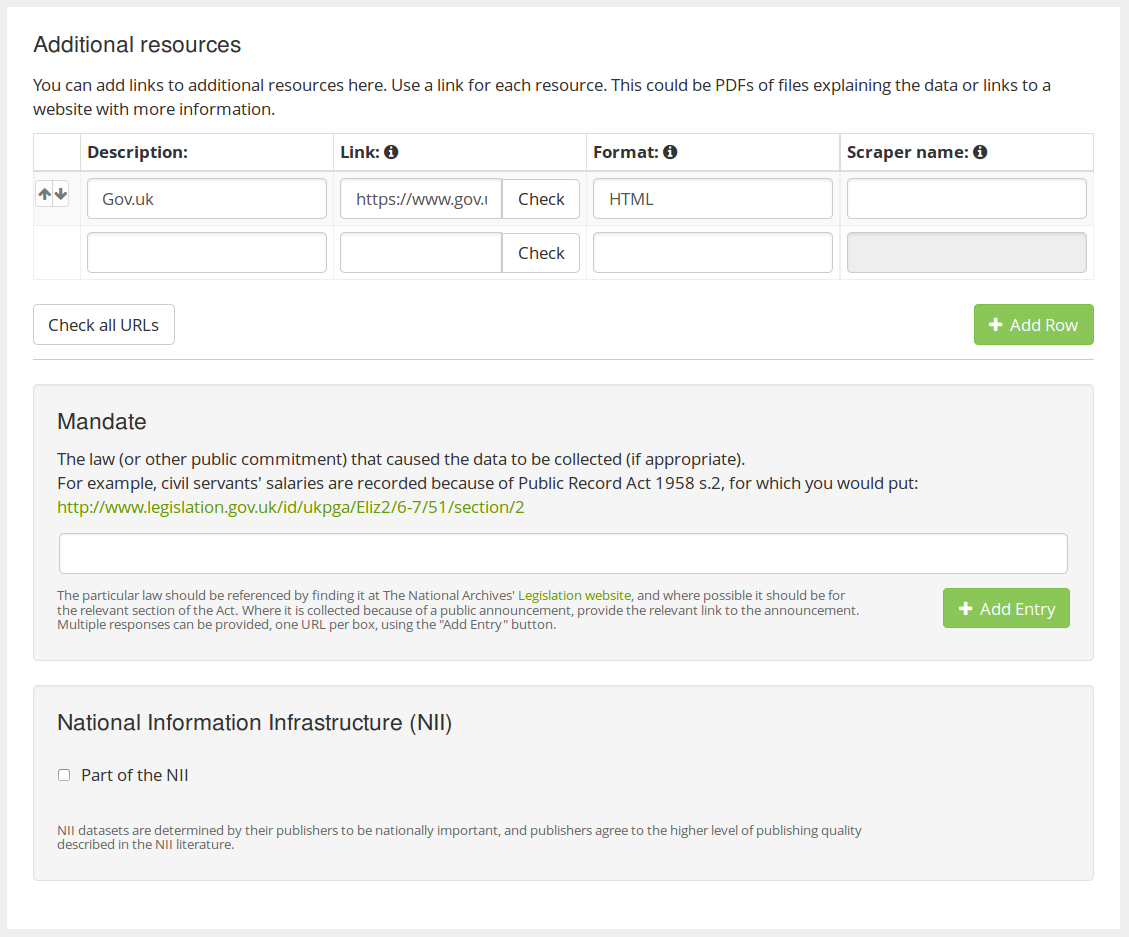 Additional resources
You can add links to additional resources here. Use a link for each resource. This could be PDFs of files explaining the data or links to a
website with more information.
Description: Link: Format: Scraper name:
Gov.uk https://www.gov. Check HTML
Check
Check all URLs Add Row
Mandate
The law (or other public commitment) that caused the data to be collected (if appropriate).
For example, civil servants' salaries are recorded because of Public Record Act 1958 s.2, for which you would put:
http://www.legislation.gov.uk/id/ukpga/Eliz2/6-7/51/section/2
The particular law should be referenced by finding it at The National Archives' Legislation website, and where possible it should be for
the relevant section of the Act. Where it is collected because of a public announcement, provide the relevant link to the announcement.
Multiple responses can be provided, one URL per box, using the "Add Entry" button.
Add Entry
National Information Infrastructure (NII)
Part of the NII
NII datasets are determined by their publishers to be nationally important, and publishers agree to the higher level of publishing quality
described in the NII literature.